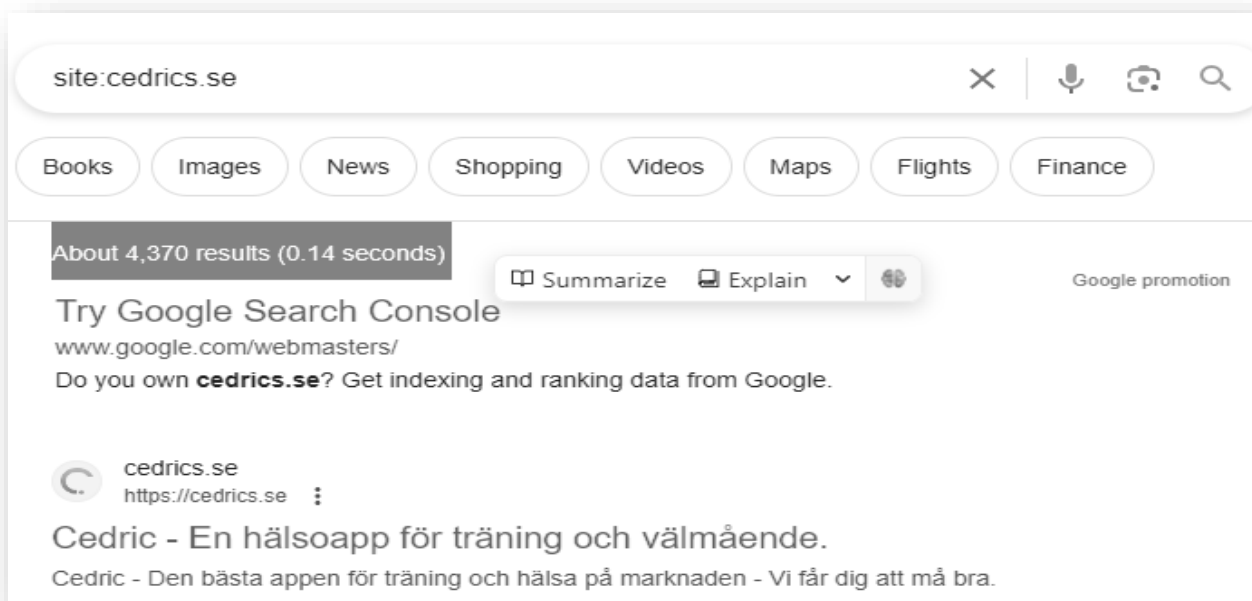 site:cedrics.se
Books Images News Shopping Videos Maps Flights Finance
About 4,370 results (0.14 seconds)
Summarize Explain
Google promotion
Try Google Search Console
www.google.com/webmasters/
Do you own cedrics.se? Get indexing and ranking data from Google.
cedrics.se
https://cedrics.se
Cedric - En hälsoapp för träning och välmående.
Cedric - Den bästa appen för träning och hälsa på marknaden - Vi får dig att må bra.